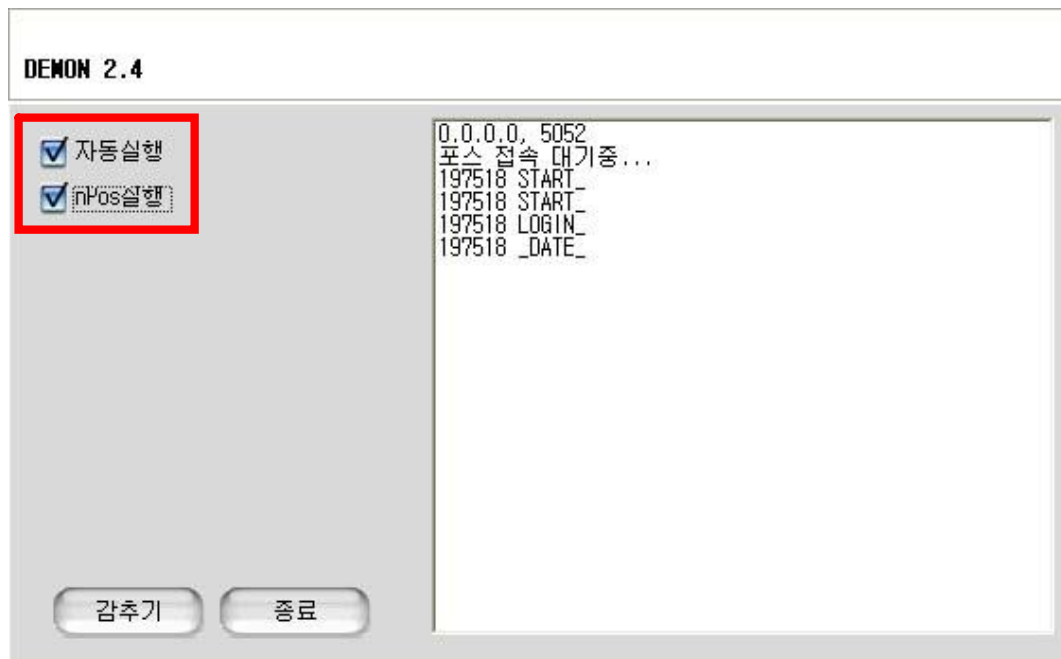 DEMON 2.4
자동실행
nPos실행
0.0.0.0, 5052
포스 접속 대기중...
197518 START_
197518 START_
197518 LOGIN_
197518 _DATE_
감추기
종료